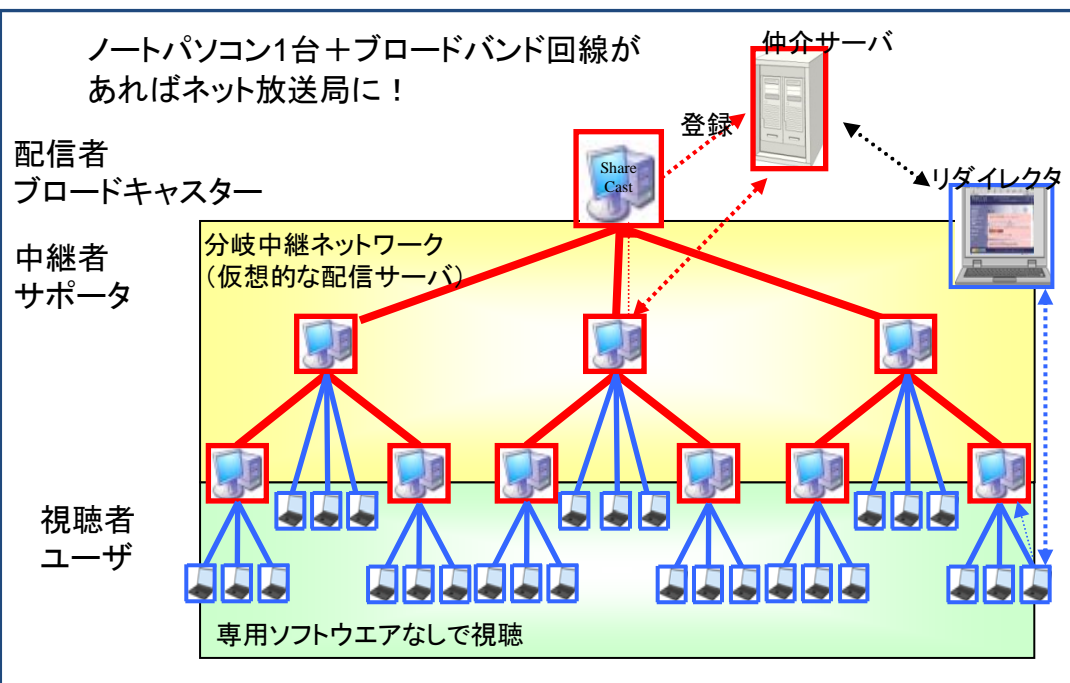 ノートパソコン1台＋ブロードバンド回線が
あればネット放送局に！
仲介サーバ
登録
配信者
ブロードキャスター
Share
Cast
リダイレクタ
中継者
サポータ
分岐中継ネットワーク
（仮想的な配信サーバ）
視聴者
ユーザ
専用ソフトウエアなしで視聴